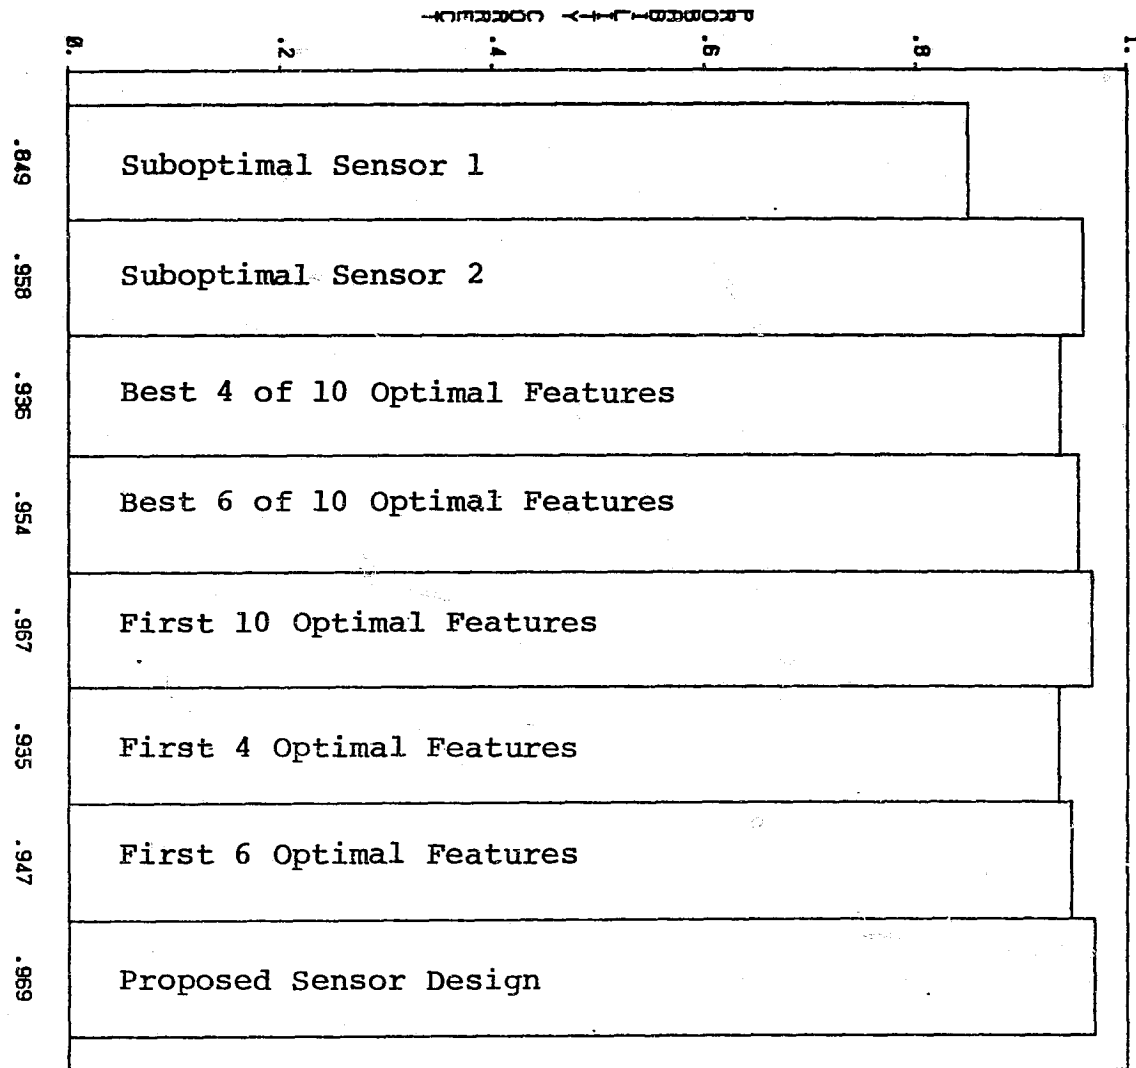 PROBABILITY CORRECT
0. .2 .4 .6 .8 1.
.849 Suboptimal Sensor 1
.958 Suboptimal Sensor 2
.936 Best 4 of 10 Optimal Features
.954 Best 6 of 10 Optimal Features
.967 First 10 Optimal Features
.935 First 4 Optimal Features
.947 First 6 Optimal Features
.969 Proposed Sensor Design